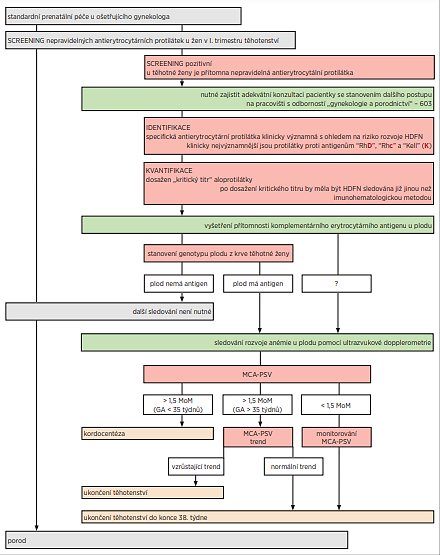 standardní prenatální péče u ošetřujícího gynekologa
SCREENING nepravidelných antierytrocytárních protilátek u žen v I. trimestru těhotenství
SCREENING pozitivní
u těhotné ženy je přítomna nepravidelná antierytrocytální protilátka
nutné zajistit adekvátní konzultaci pacientky se stanovením dalšího postupu
na pracovišti s odborností „gynekologie a porodnictví“ – 603
IDENTIFIKACE
specifická antierytrocytární protilátka klinicky významná s ohledem na riziko rozvoje HDFN
klinicky nejvýznamnější jsou protilátky proti antigenům "RhD", "Rhc" a "Kell" (K)
KVANTIFIKACE
dosažen „kritický titr“ aloprotilátky
po dosažení kritického titru by měla být HDFN sledována již jinou než
imunohematologickou metodou
vyšetření přítomnosti komplementárního erytrocytárního antigenu u plodu
stanovení genotypu plodu z krve těhotné ženy
plod nemá antigen
plod má antigen
?
další sledování není nutné
sledování rozvoje anémie u plodu pomocí ultrazvukové dopplerometrie
MCA-PSV
> 1,5 MoM
(GA < 35 týdnů)
> 1,5 MoM
(GA > 35 týdnů)
< 1,5 MoM
kordocentéza
MCA-PSV
trend
monitorování
MCA-PSV
vzrůstající trend
normální trend
ukončení těhotenství
ukončení těhotenství do konce 38. týdne
porod